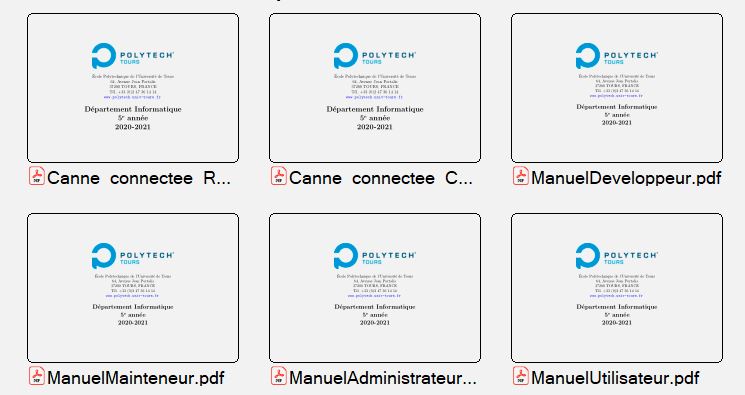 POLYTECH
TOURS
École Polytechnique de l'Université de Tours
64, Avenue Jean Portalis
37200 TOURS, FRANCE
Tél. +33 (0)2 47 36 14 14
www.polytech.univ-tours.fr
Département Informatique
5e année
2020-2021
Canne connectee R...
POLYTECH
TOURS
École Polytechnique de l'Université de Tours
64, Avenue Jean Portalis
37200 TOURS, FRANCE
Tél. +33 (0)2 47 36 14 14
www.polytech.univ-tours.fr
Département Informatique
5e année
2020-2021
Canne connectee C...
POLYTECH
TOURS
École Polytechnique de l'Université de Tours
64, Avenue Jean Portalis
37200 TOURS, FRANCE
Tél. +33 (0)2 47 36 14 14
www.polytech.univ-tours.fr
Département Informatique
5e année
2020-2021
ManuelDeveloppeur.pdf
POLYTECH
TOURS
École Polytechnique de l'Université de Tours
64, Avenue Jean Portalis
37200 TOURS, FRANCE
Tél. +33 (0)2 47 36 14 14
www.polytech.univ-tours.fr
Département Informatique
5e année
2020-2021
ManuelMainteneur.pdf
POLYTECH
TOURS
École Polytechnique de l'Université de Tours
64, Avenue Jean Portalis
37200 TOURS, FRANCE
Tél. +33 (0)2 47 36 14 14
www.polytech.univ-tours.fr
Département Informatique
5e année
2020-2021
ManuelAdministrateur...
POLYTECH
TOURS
École Polytechnique de l'Université de Tours
64, Avenue Jean Portalis
37200 TOURS, FRANCE
Tél. +33 (0)2 47 36 14 14
www.polytech.univ-tours.fr
Département Informatique
5e année
2020-2021
ManuelUtilisateur.pdf